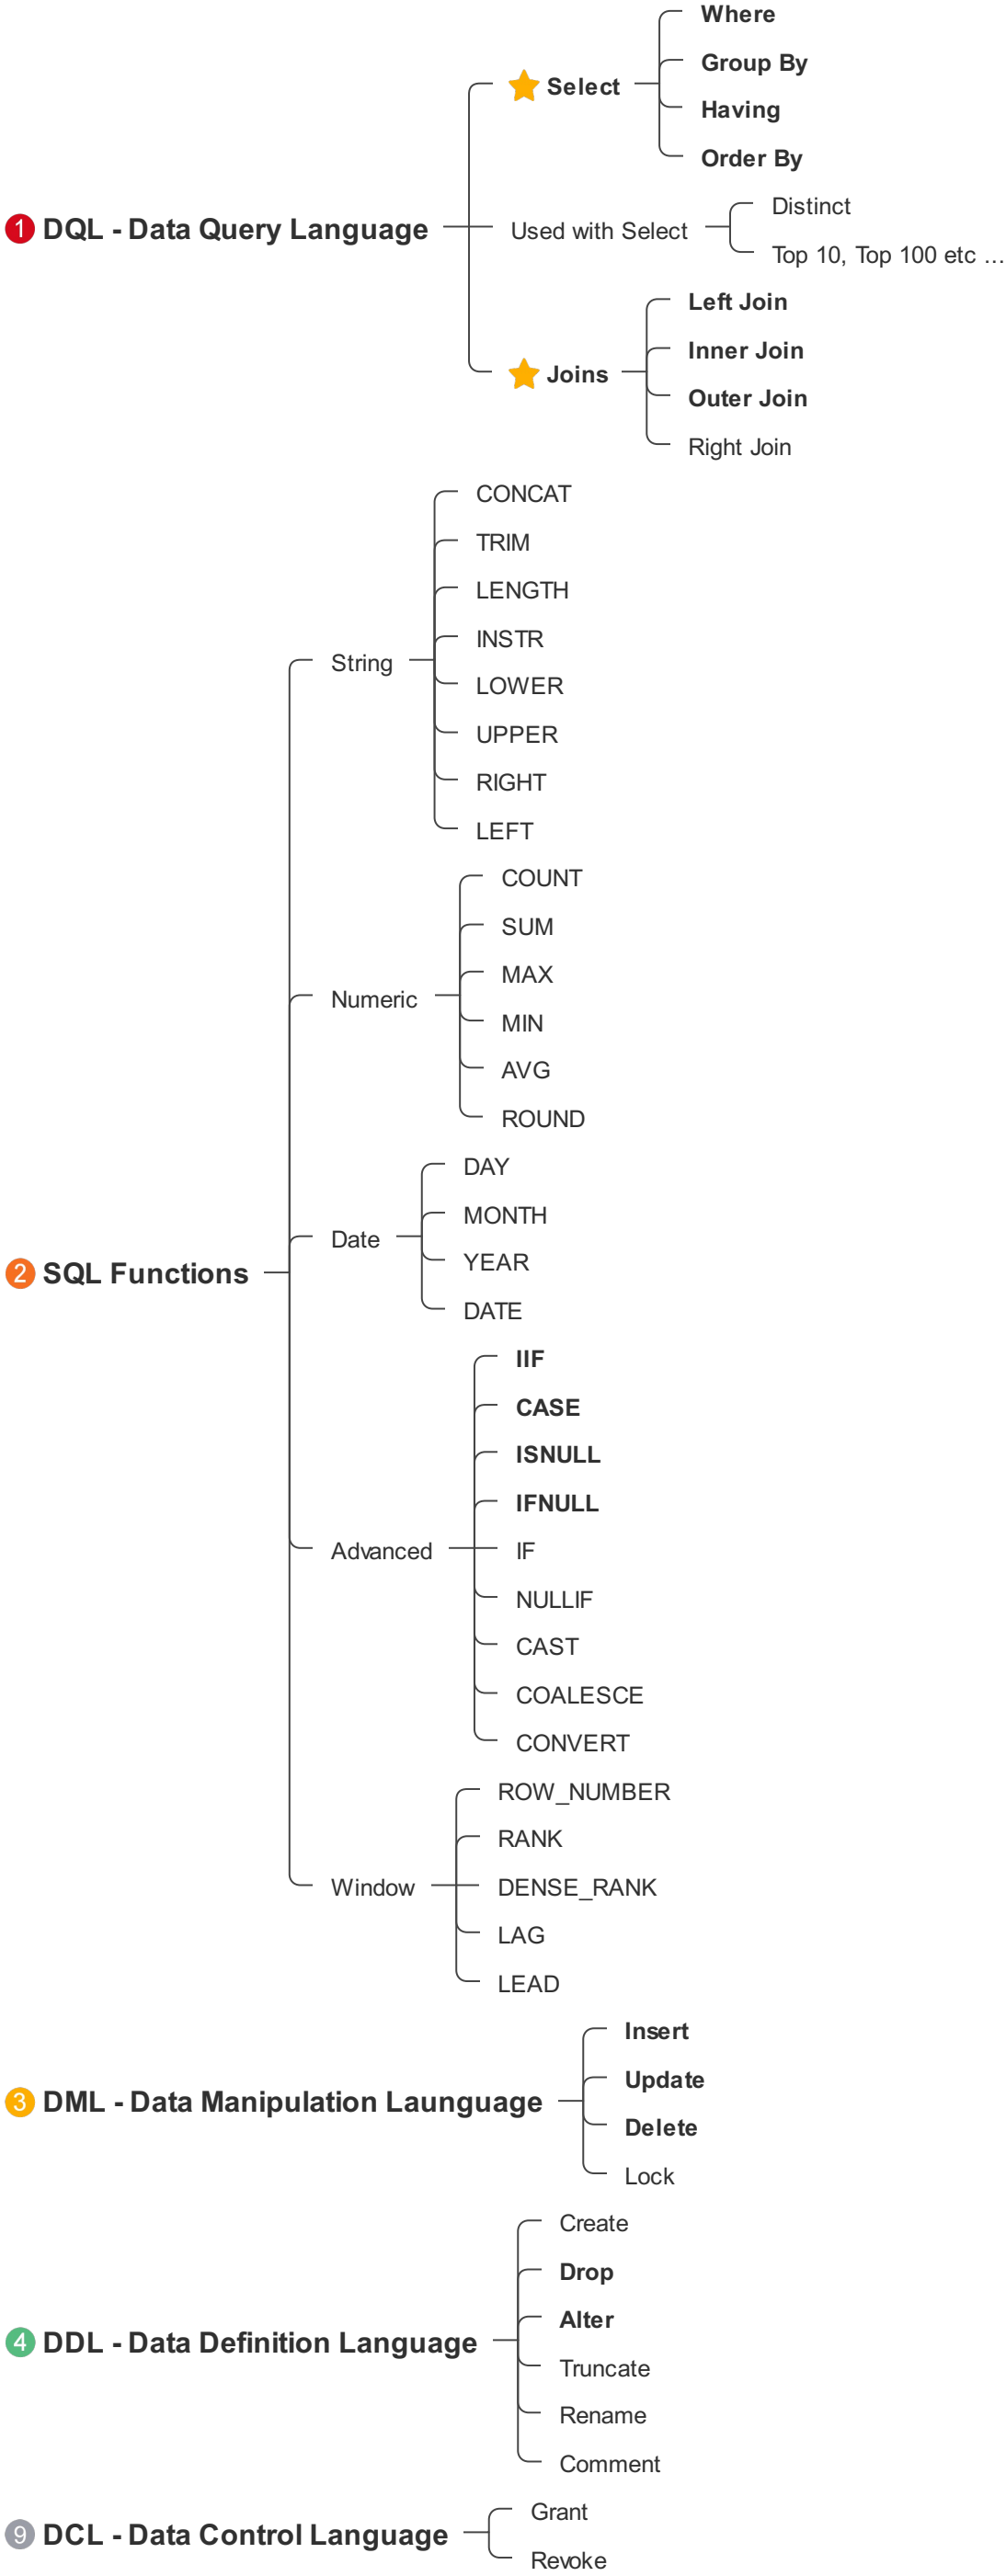 Where
Group By
Select
Having
Order By
Distinct
1 DQL - Data Query Language
Used with Select
Top 10, Top 100 etc ...
Left Join
Inner Join
Joins
Outer Join
Right Join
CONCAT
TRIM
LENGTH
INSTR
String
LOWER
UPPER
RIGHT
LEFT
COUNT
SUM
MAX
Numeric
MIN
AVG
ROUND
DAY
MONTH
Date
YEAR
2 SQL Functions
DATE
IIF
CASE
ISNULL
IFNULL
Advanced
IF
NULLIF
CAST
COALESCE
CONVERT
ROW_NUMBER
RANK
Window
DENSE_RANK
LAG
LEAD
Insert
Update
3 DML - Data Manipulation Launguage
Delete
Lock
Create
Drop
Alter
4 DDL - Data Definition Language
Truncate
Rename
Comment
Grant
9 DCL - Data Control Language
Revoke